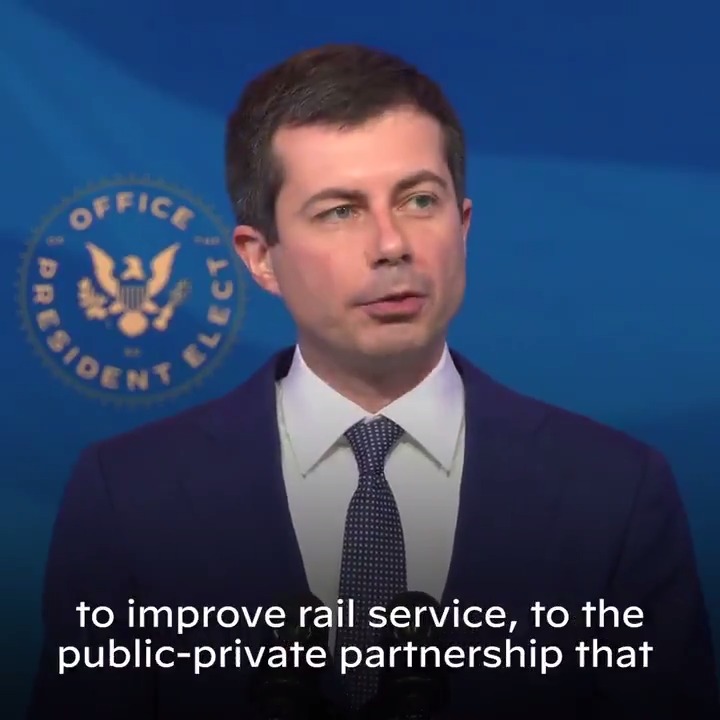 OFFICE
PRESIDENT ELECT
to improve rail service, to the
public-private partnership that